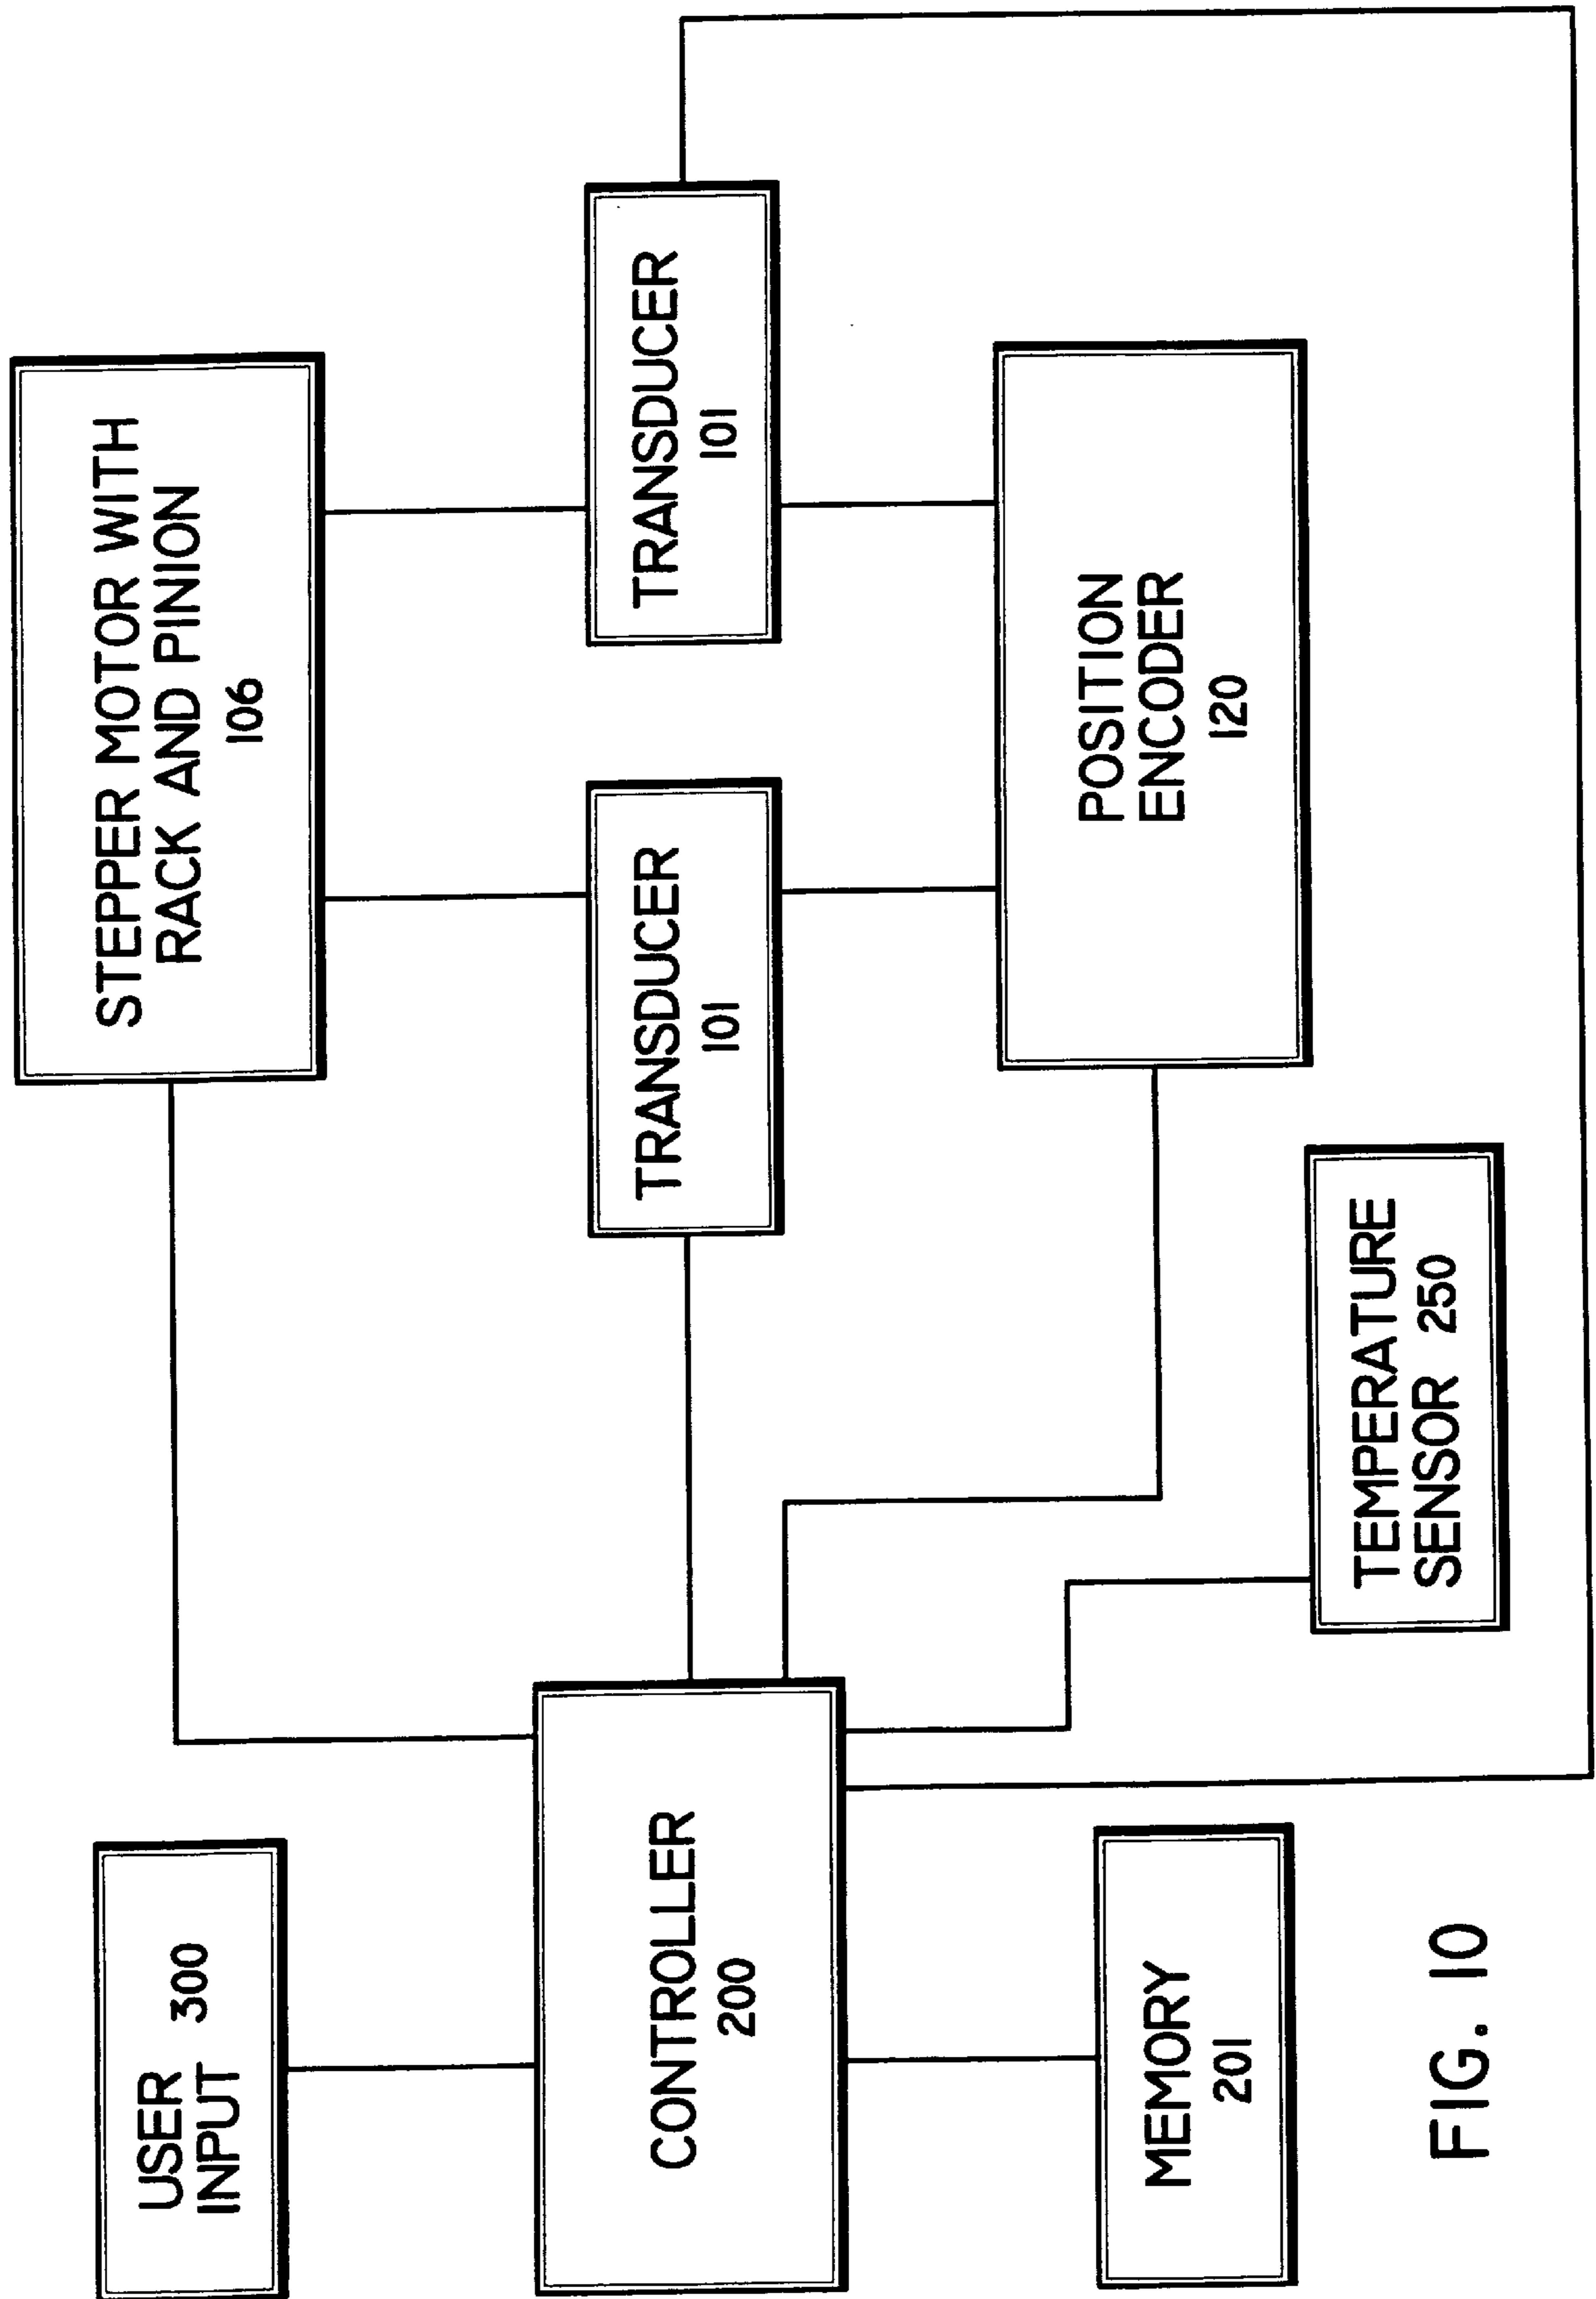 USER
INPUT 300
STEPPER MOTOR WITH
RACK AND PINION
106
CONTROLLER
200
TRANSDUCER
101
TRANSDUCER
101
MEMORY
201
POSITION
ENCODER
120
TEMPERATURE
SENSOR 250
FIG. 10